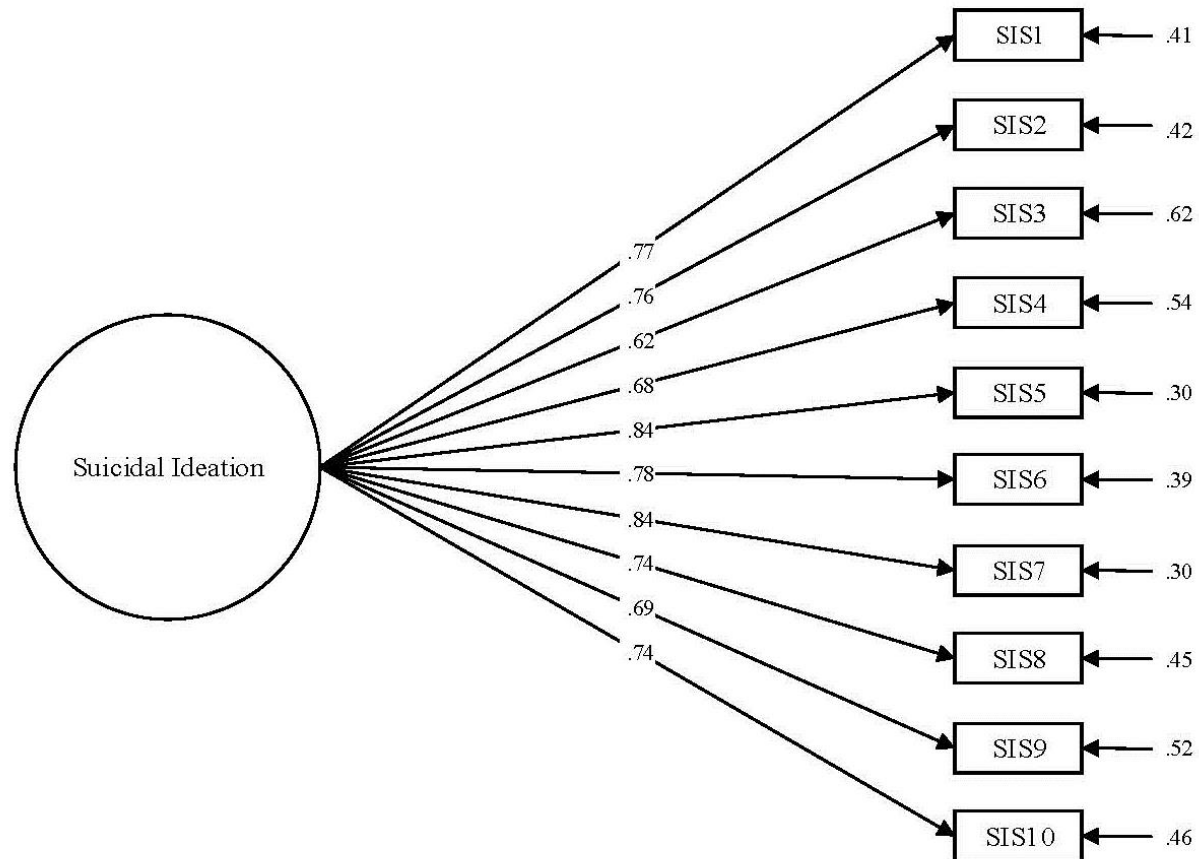 SIS1
.41
SIS2
.42
SIS3
.62
SIS4
.54
SIS5
.30
SIS6
.39
SIS7
.30
SIS8
.45
SIS9
.52
SIS10
.46
.77
.76
.62
.68
.84
.78
.84
.74
.69
.74
Suicidal Ideation